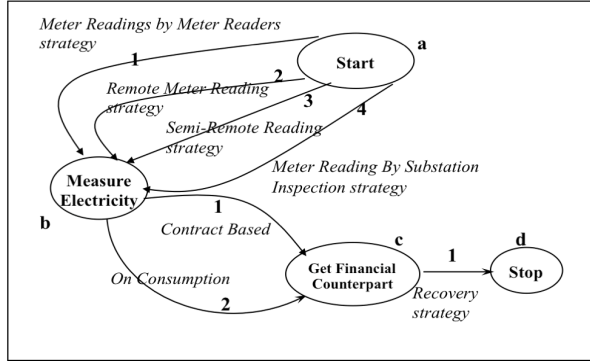 Meter Readings by Meter Readers
strategy
a
1
Start
2
Remote Meter Reading
strategy
3
4
Semi-Remote Reading
strategy
Meter Reading By Substation
Inspection strategy
Measure
Electricity
b
1
Contract Based
c
d
1
Get Financial
Counterpart
Stop
On Consumption
2
Recovery
strategy